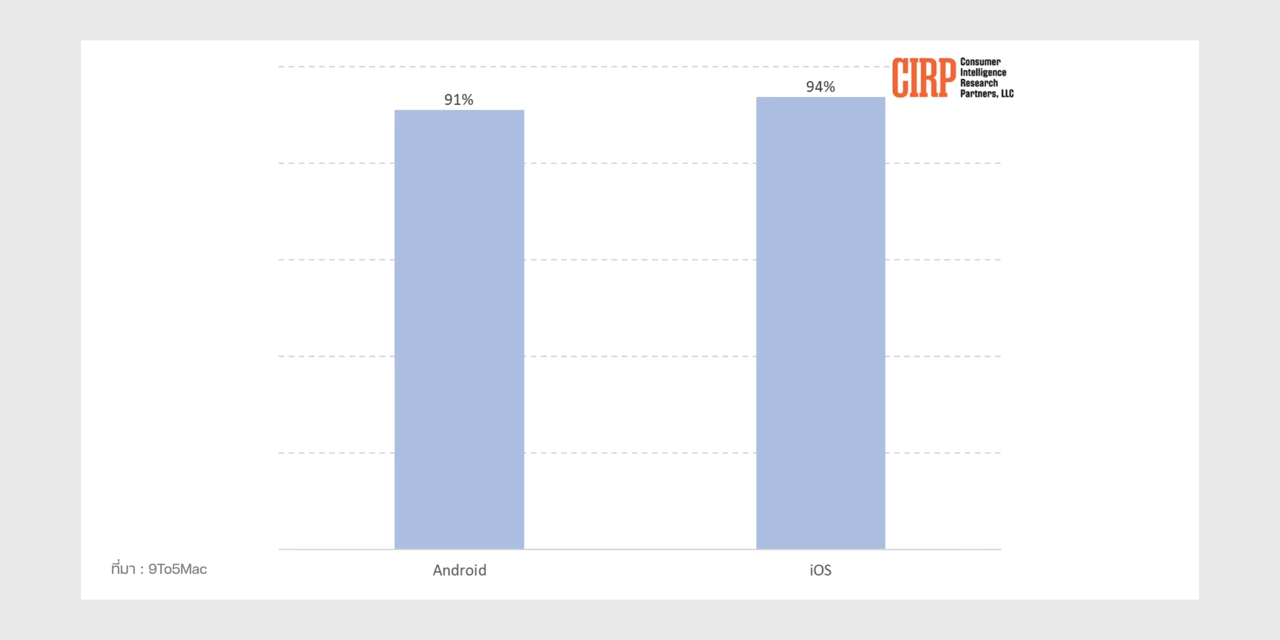 CIRP
Consumer
Intelligence
Research
Partners, LLC
91%
94%
Android
iOS
ที่มา : 9To5Mac